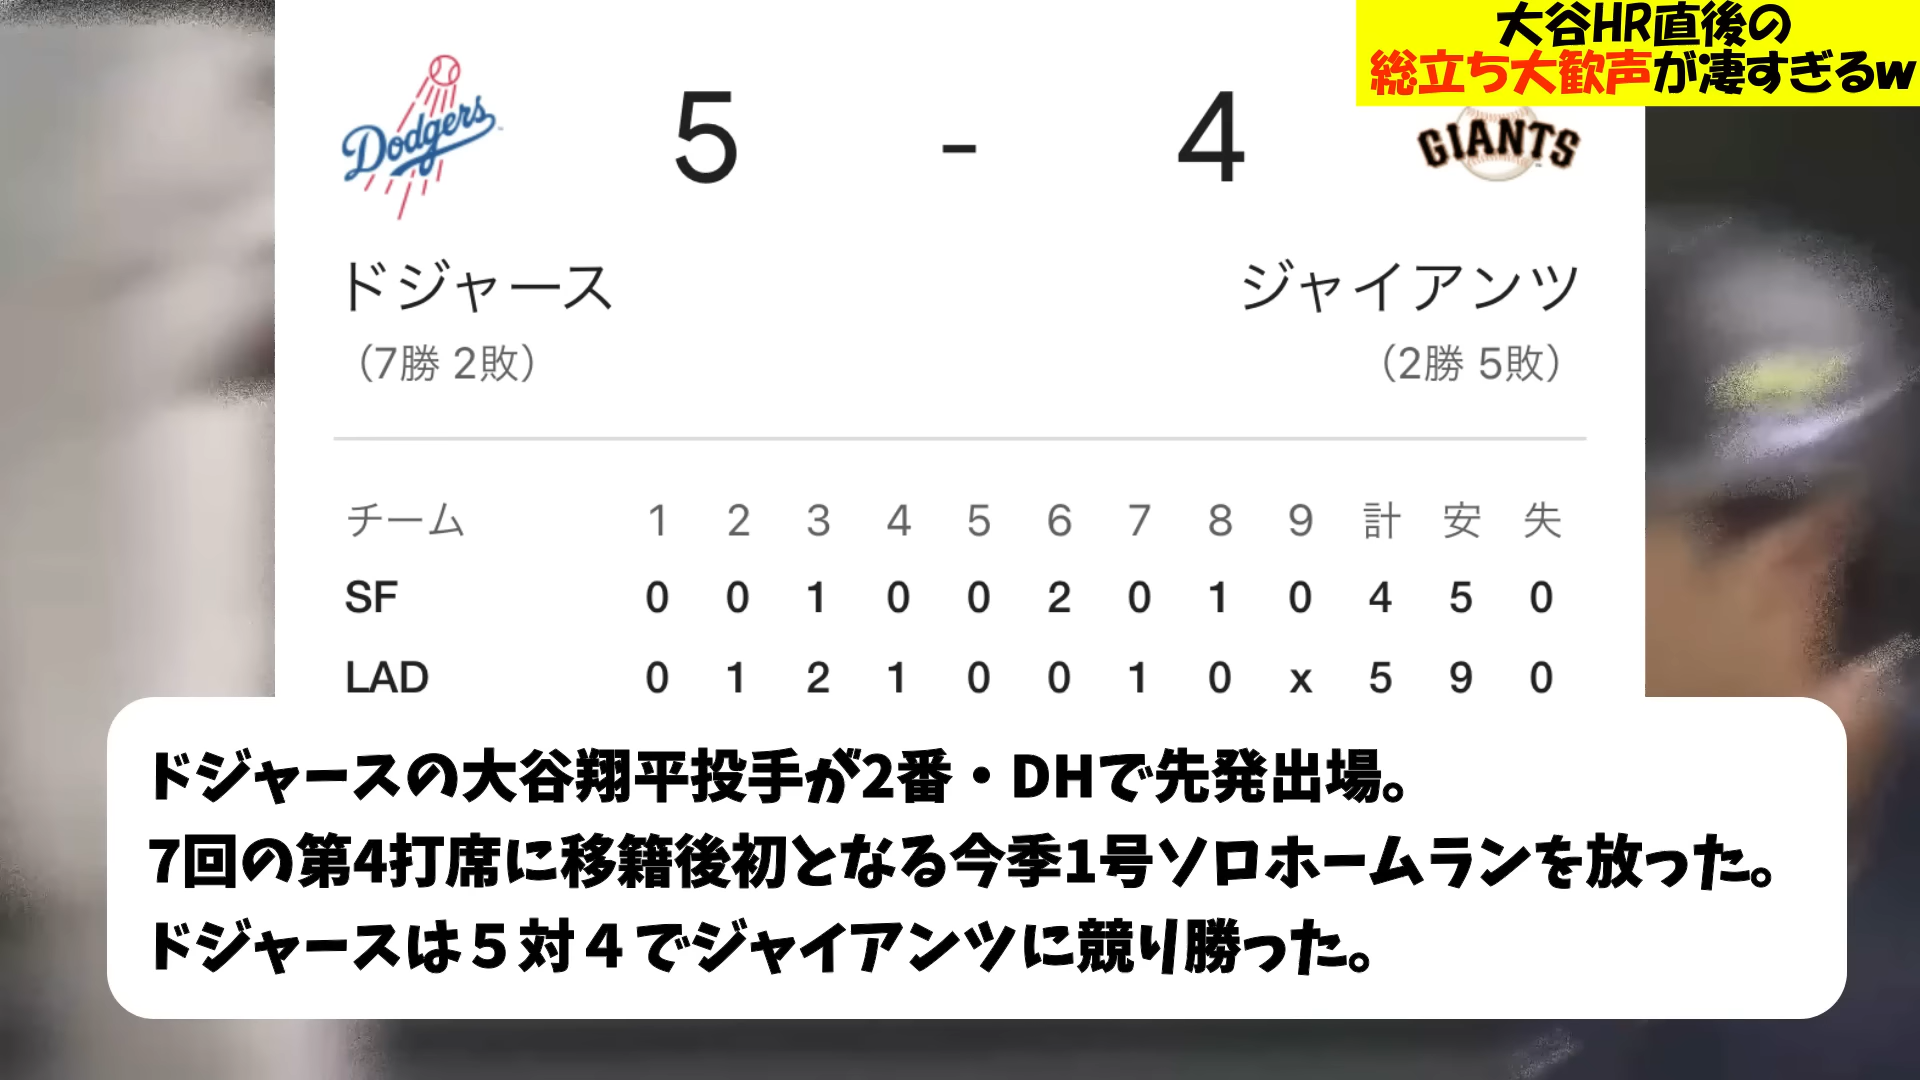 大谷HR直後の
総立ち大歓声が凄すぎるw
Dodgers 5 - 4 GIANTS
ドジャース ジャイアンツ
（7勝 2敗） （2勝 5敗）
チーム 1 2 3 4 5 6 7 8 9 計 安 失
SF 0 0 1 0 0 2 0 1 0 4 5 0
LAD 0 1 2 1 0 0 1 0 x 5 9 0
ドジャースの大谷翔平投手が2番・DHで先発出場。
7回の第4打席に移籍後初となる今季1号ソロホームランを放った。
ドジャースは５対４でジャイアンツに競り勝った。